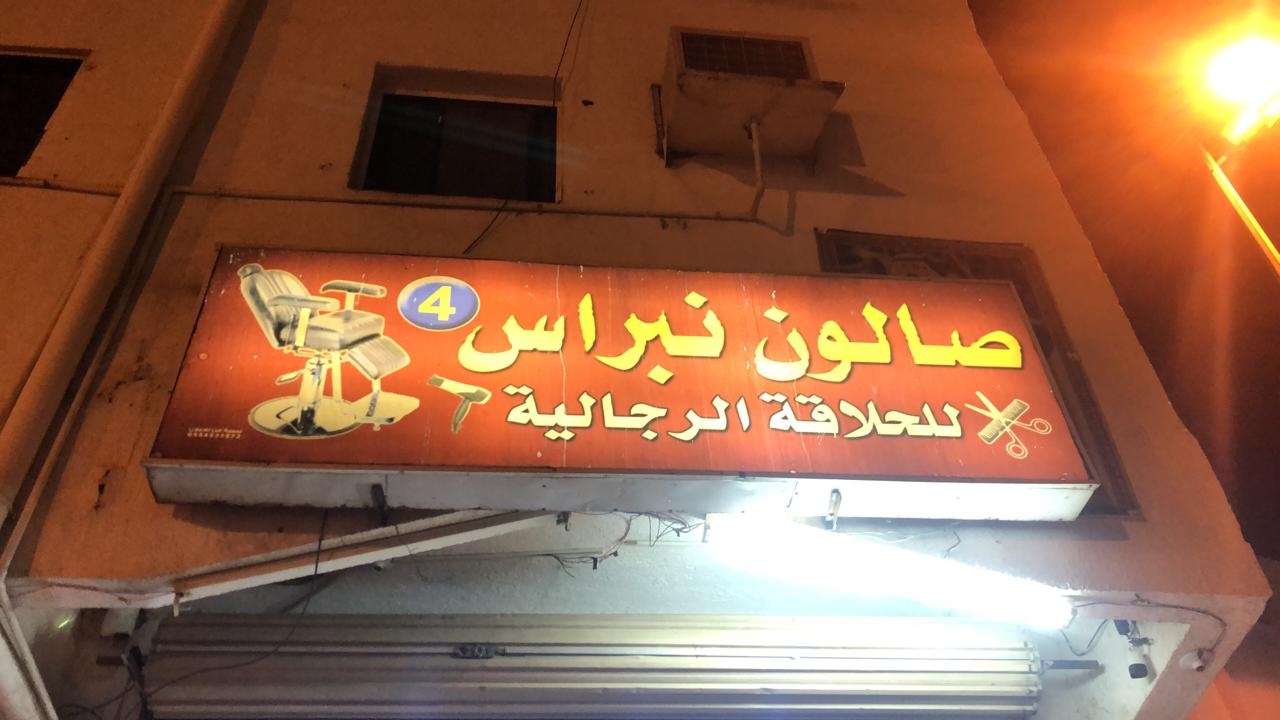 صالون نبراس 4
للحلاقة الرجالية